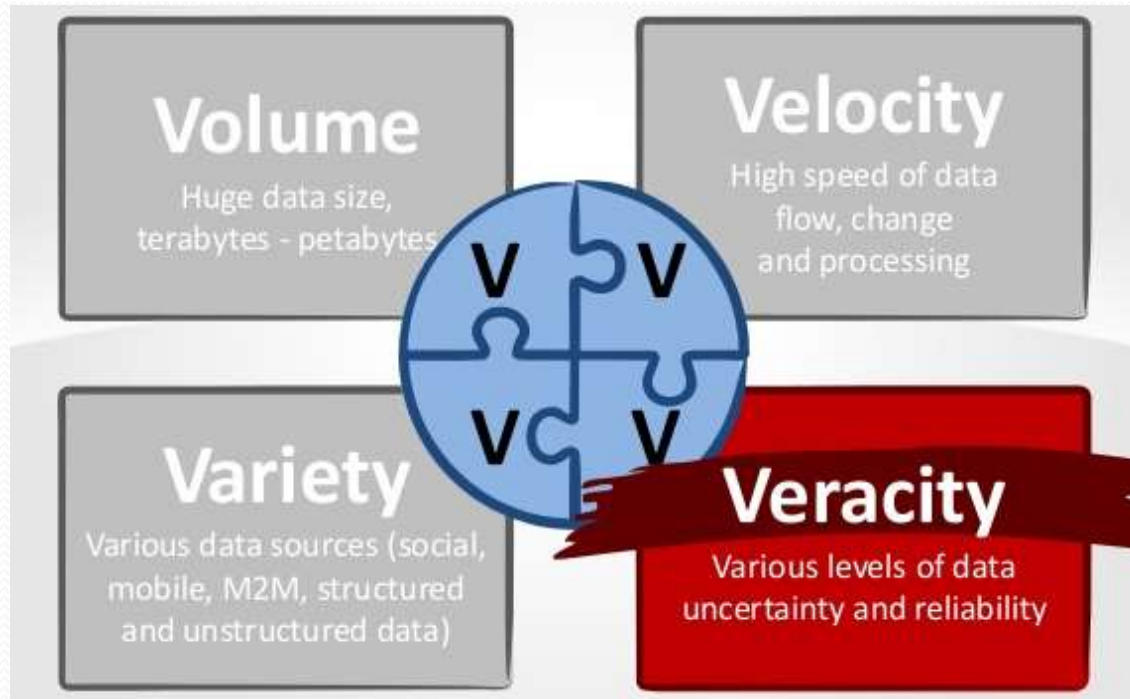 Volume
Huge data size,
terabytes - petabytes
Velocity
High speed of data
flow, change
and processing
V V
V V
Variety
Various data sources (social,
mobile, M2M, structured
and unstructured data)
Veracity
Various levels of data
uncertainty and reliability